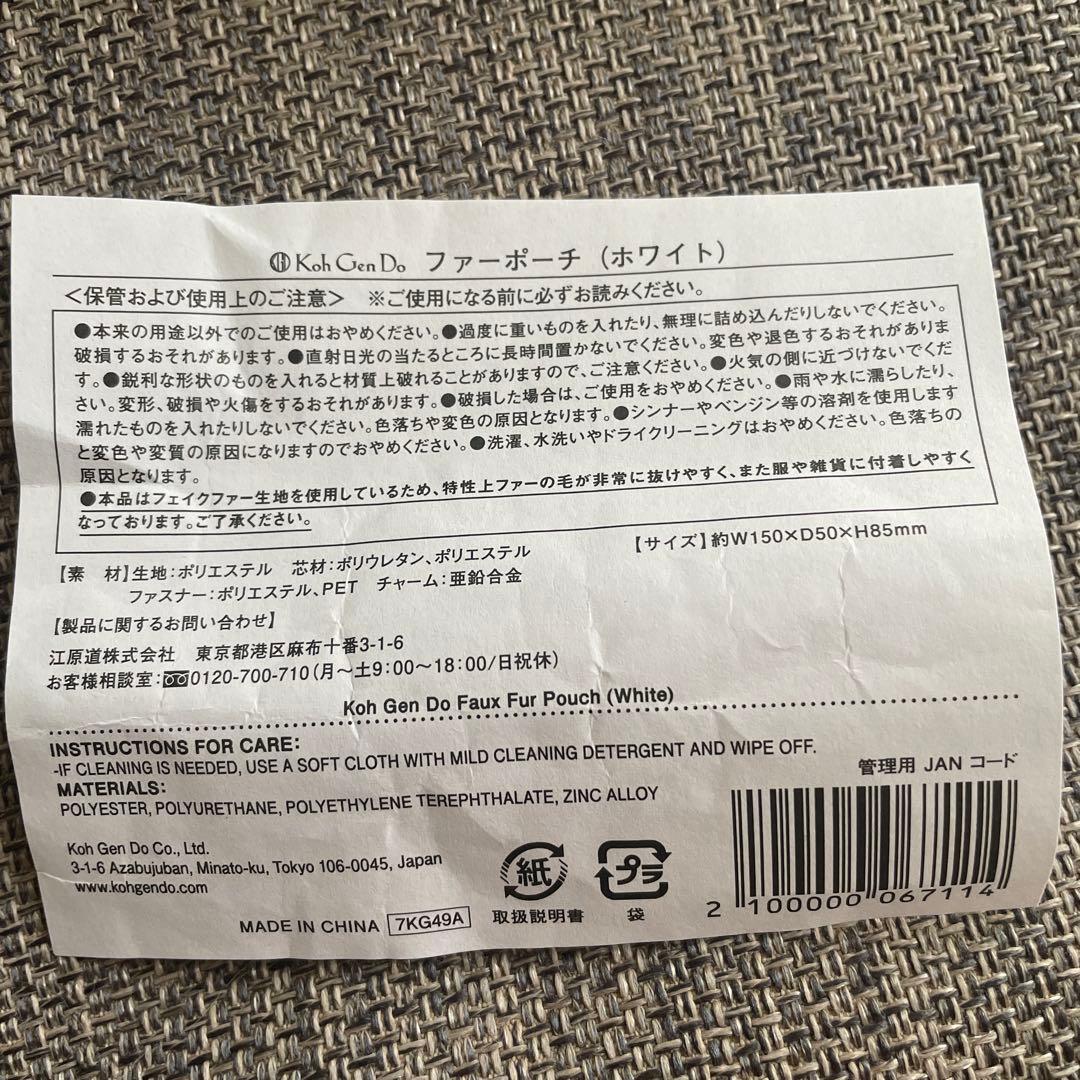 Koh Gen Do ファーポーチ（ホワイト）
＜保管および使用上のご注意＞ ※ご使用になる前に必ずお読みください。
●本来の用途以外でのご使用はおやめください。●過度に重いものを入れたり、無理に詰め込んだりしないでください。
破損するおそれがあります。●直射日光の当たるところに長時間置かないでください。変色や退色するおそれがありま
す。●鋭利な形状のものを入れると材質上破れることがありますので、ご注意ください。●火気の側に近づけないでくだ
さい。変形、破損や火傷をするおそれがあります。●破損した場合は、ご使用をおやめください。●雨や水に濡らしたり、
濡れたものを入れたりしないでください。色落ちや変色の原因となります。●シンナーやベンジン等の溶剤を使用します
と変色や変質の原因になりますのでおやめください。●洗濯、水洗いやドライクリーニングはおやめください。色落ちの
原因となります。
●本品はフェイクファー生地を使用しているため、特性上ファーの毛が非常に抜けやすく、また服や雑貨に付着しやすく
なっております。ご了承ください。
【素 材】生地：ポリエステル 芯材：ポリウレタン、ポリエステル 【サイズ】約W150×D50×H85mm
ファスナー：ポリエステル、PET チャーム：亜鉛合金
【製品に関するお問い合わせ】
江原道株式会社 東京都港区麻布十番3-1-6
お客様相談室：0120-700-710（月～土9：00～18：00/日祝休）
Koh Gen Do Faux Fur Pouch (White)
INSTRUCTIONS FOR CARE:
-IF CLEANING IS NEEDED, USE A SOFT CLOTH WITH MILD CLEANING DETERGENT AND WIPE OFF.
MATERIALS:
POLYESTER, POLYURETHANE, POLYETHYLENE TEREPHTHALATE, ZINC ALLOY
管理用 JAN コード
Koh Gen Do Co., Ltd.
3-1-6 Azabujuban, Minato-ku, Tokyo 106-0045, Japan
www.kohgendo.com
MADE IN CHINA 7KG49A
紙
取扱説明書
プラ
袋
2 100000 067114